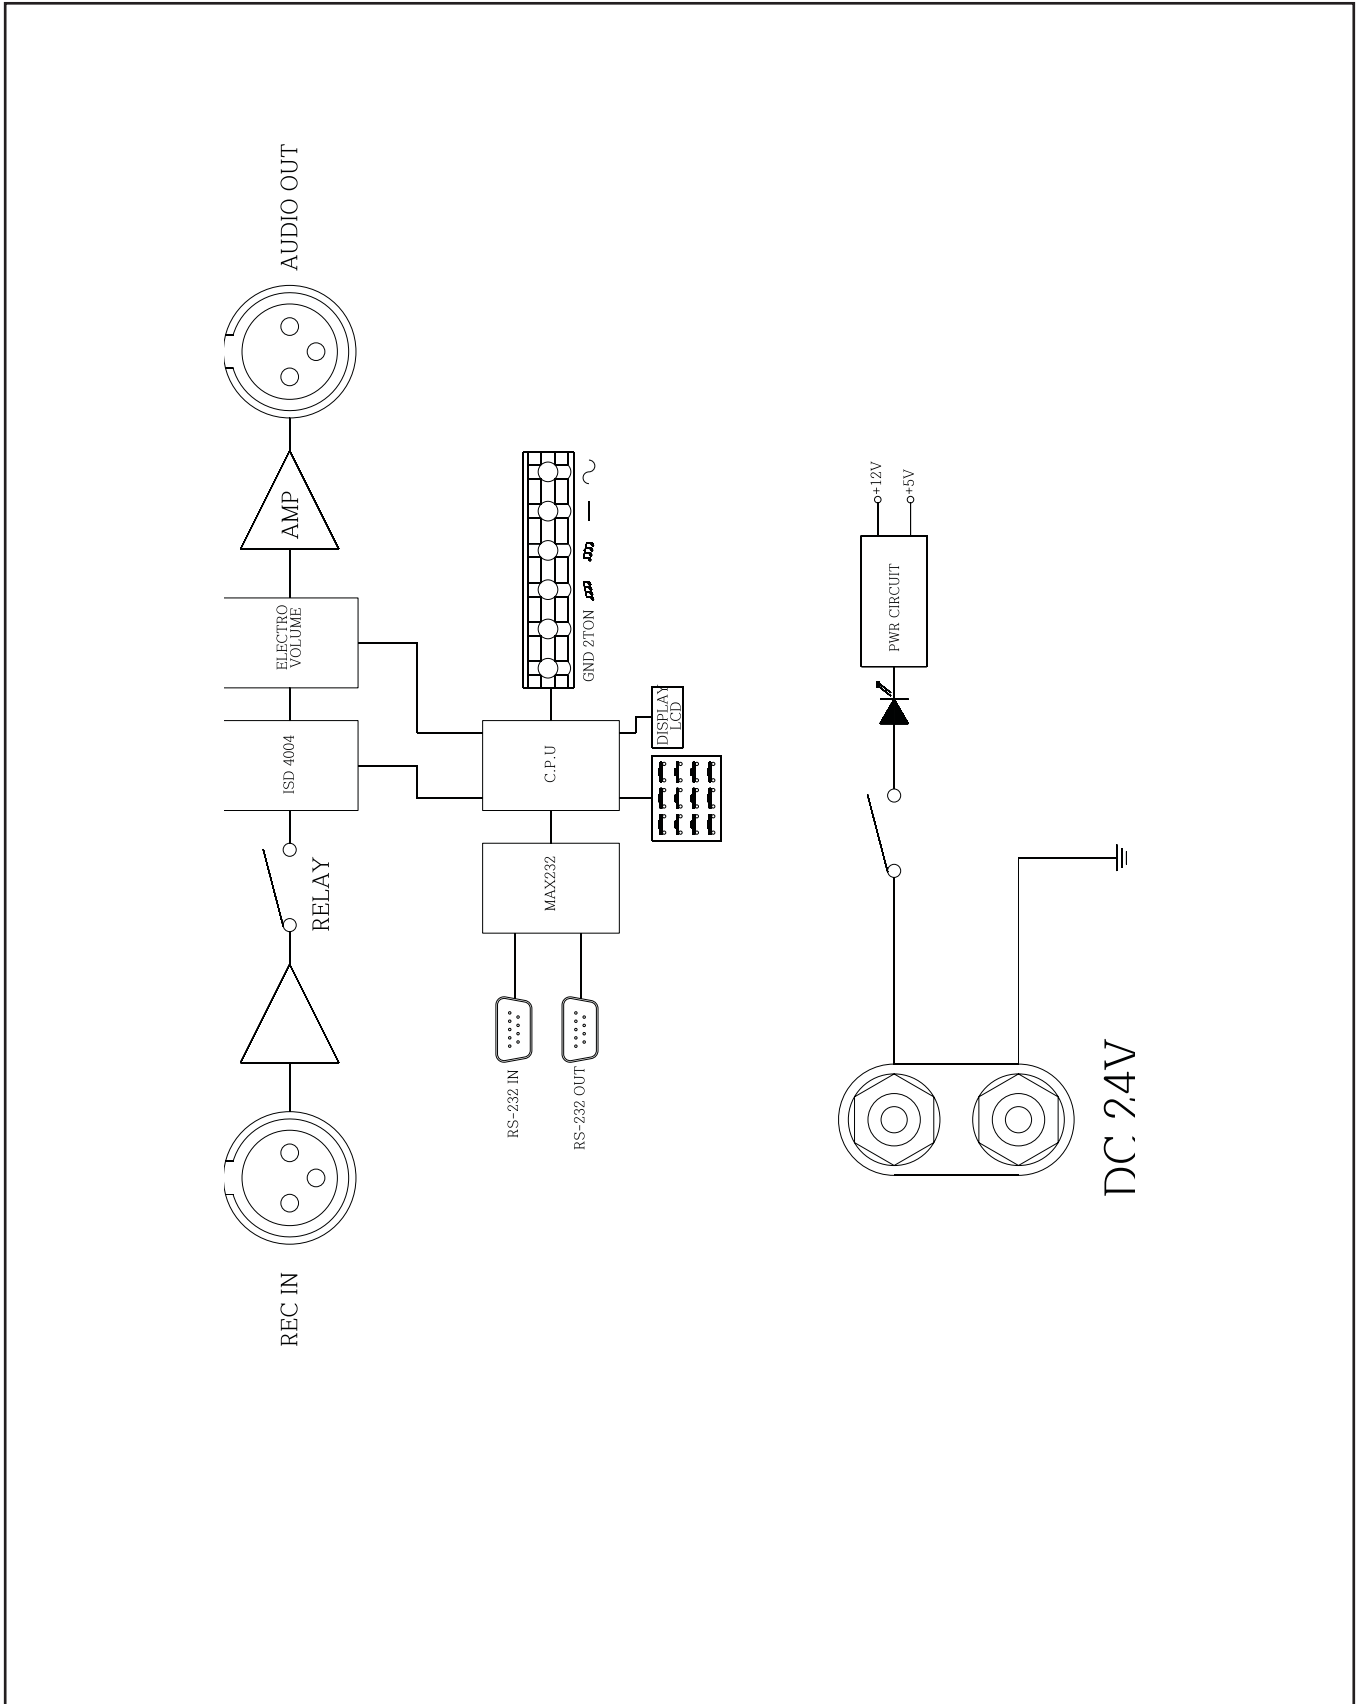 REC IN
RELAY
ISD 4004
ELECTRO
VOLUME
AMP
AUDIO OUT
RS-232 IN
RS-232 OUT
MAX232
C.P.U
GND 2TON
DISPLAY
LCD
DC 24V
PWR CIRCUIT
+12V
+5V